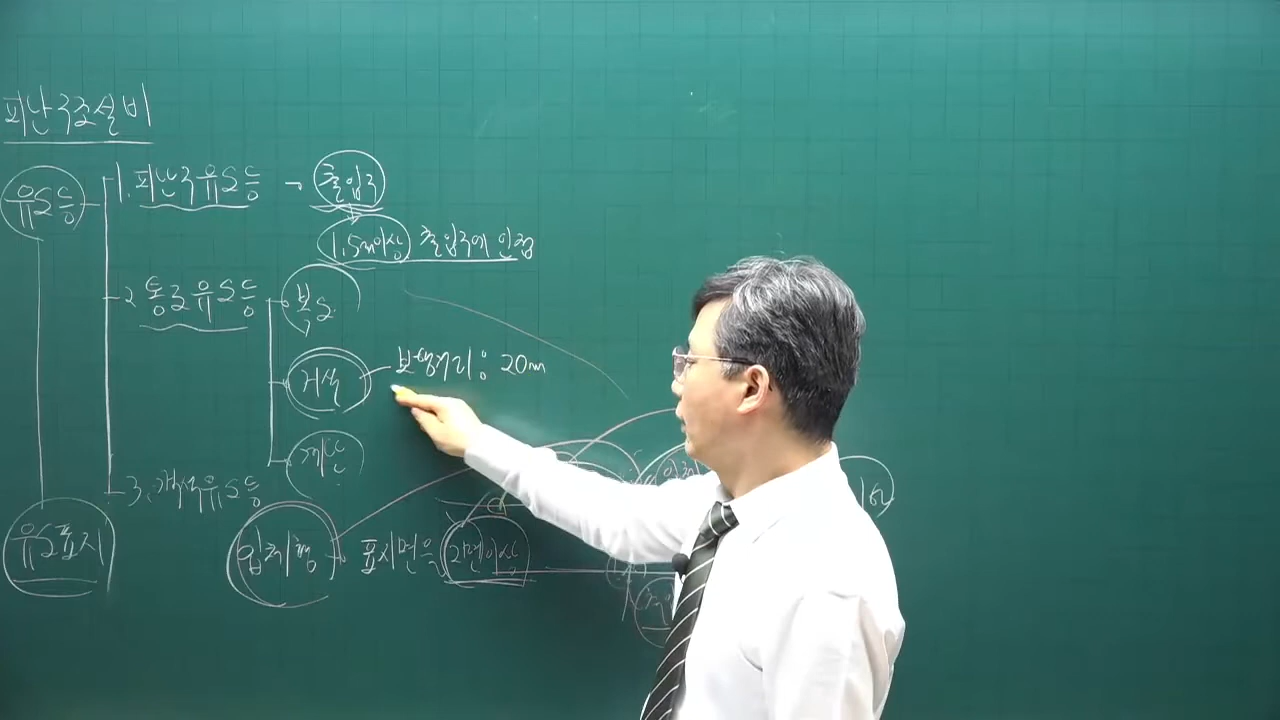 피난구조설비
유도등
1. 피난구유도등 → 출입구
1.5m이상 출입구에 인접
2 통로유도등
복도
거실 - 보행거리 : 20m
계단
3. 객석유도등
유도표지
입체형 → 표지면을 2면이상